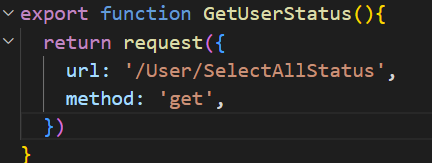 export function GetUserStatus(){
  return request({
    url: '/User/SelectAllStatus',
    method: 'get',
  })
}